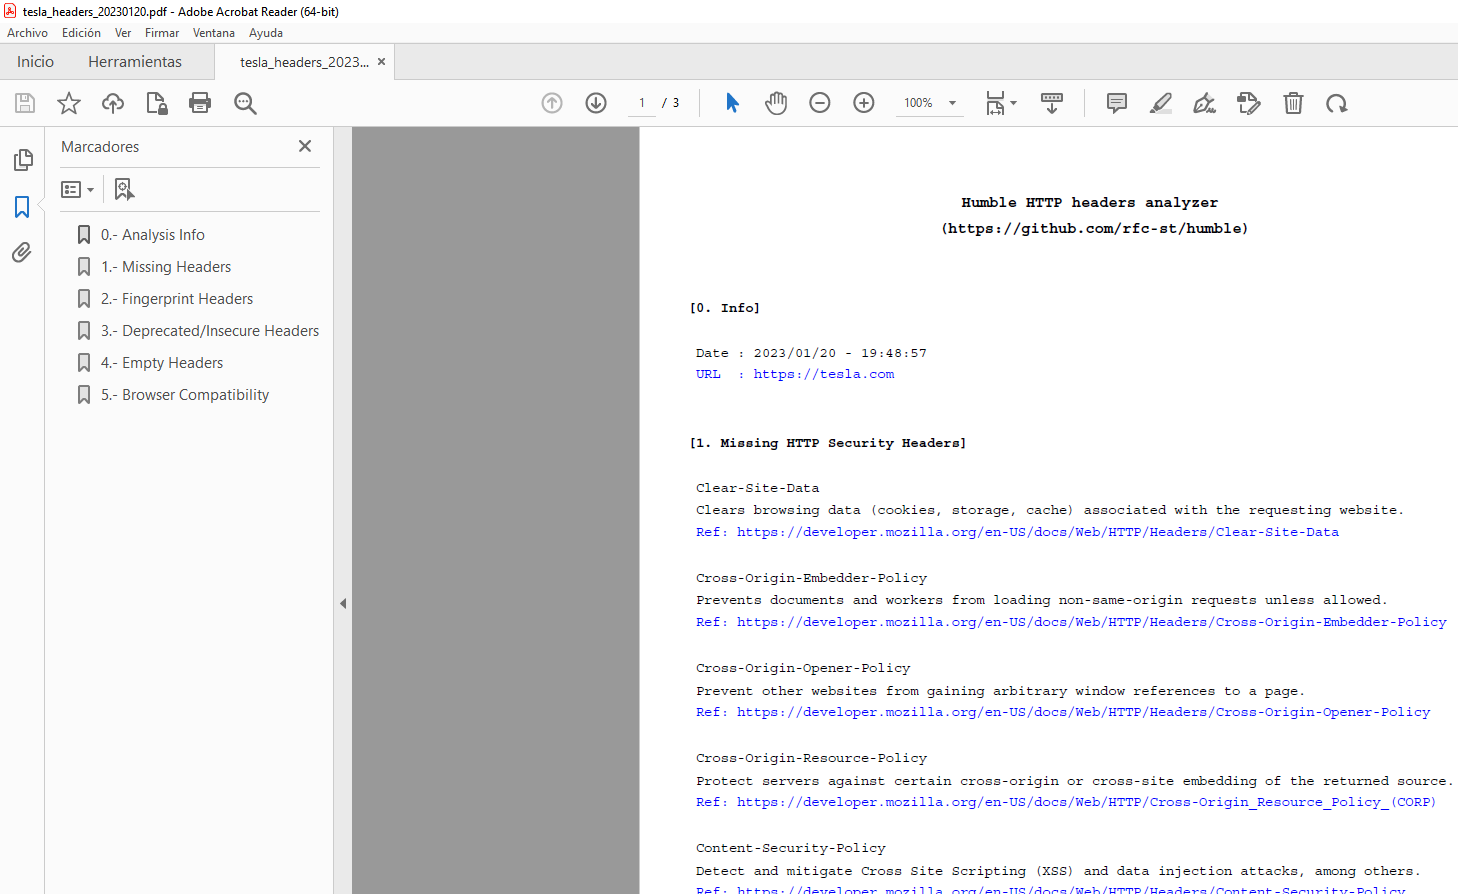 tesla_headers_20230120.pdf - Adobe Acrobat Reader (64-bit)
Archivo Edición Ver Firmar Ventana Ayuda
Inicio Herramientas tesla_headers_2023... ×
1 / 3 100%
Marcadores
0.- Analysis Info
1.- Missing Headers
2.- Fingerprint Headers
3.- Deprecated/Insecure Headers
4.- Empty Headers
5.- Browser Compatibility
Humble HTTP headers analyzer
(https://github.com/rfc-st/humble)
[0. Info]
Date : 2023/01/20 - 19:48:57
URL : https://tesla.com
[1. Missing HTTP Security Headers]
Clear-Site-Data
Clears browsing data (cookies, storage, cache) associated with the requesting website.
Ref: https://developer.mozilla.org/en-US/docs/Web/HTTP/Headers/Clear-Site-Data
Cross-Origin-Embedder-Policy
Prevents documents and workers from loading non-same-origin requests unless allowed.
Ref: https://developer.mozilla.org/en-US/docs/Web/HTTP/Headers/Cross-Origin-Embedder-Policy
Cross-Origin-Opener-Policy
Prevent other websites from gaining arbitrary window references to a page.
Ref: https://developer.mozilla.org/en-US/docs/Web/HTTP/Headers/Cross-Origin-Opener-Policy
Cross-Origin-Resource-Policy
Protect servers against certain cross-origin or cross-site embedding of the returned source.
Ref: https://developer.mozilla.org/en-US/docs/Web/HTTP/Cross-Origin_Resource_Policy_(CORP)
Content-Security-Policy
Detect and mitigate Cross Site Scripting (XSS) and data injection attacks, among others.
Ref: https://developer.mozilla.org/en-US/docs/Web/HTTP/Headers/Content-Security-Policy